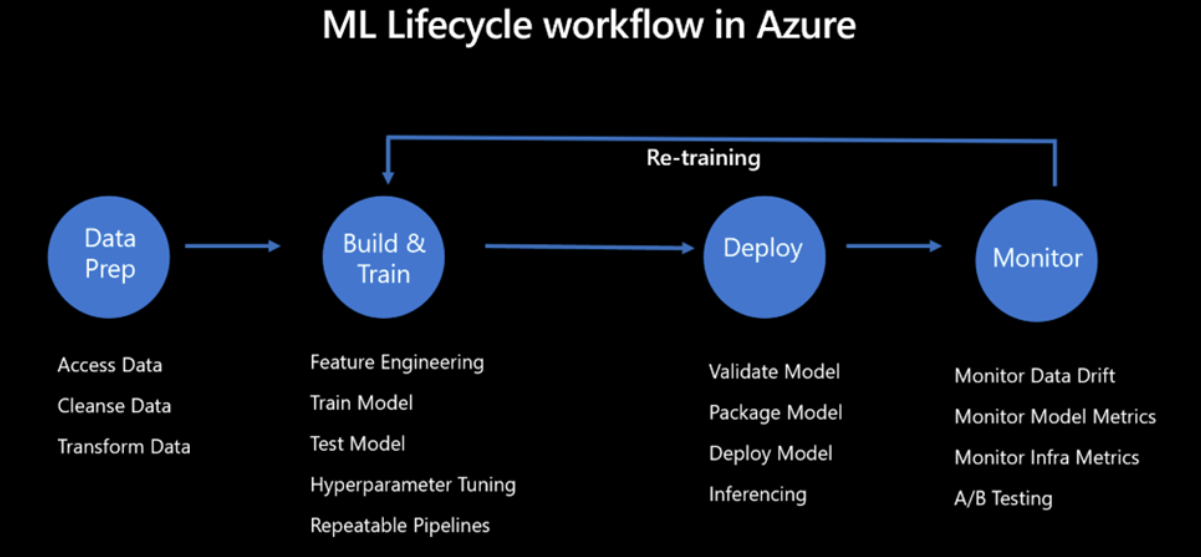 ML Lifecycle workflow in Azure
Re-training
Data
Prep
Build &
Train
Deploy
Monitor
Access Data
Cleanse Data
Transform Data
Feature Engineering
Train Model
Test Model
Hyperparameter Tuning
Repeatable Pipelines
Validate Model
Package Model
Deploy Model
Inferencing
Monitor Data Drift
Monitor Model Metrics
Monitor Infra Metrics
A/B Testing